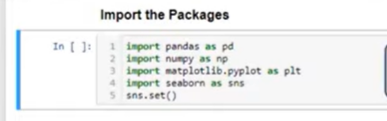 Import the Packages
In [ ]:
1 import pandas as pd
2 import numpy as np
3 import matplotlib.pyplot as plt
4 import seaborn as sns
5 sns.set()